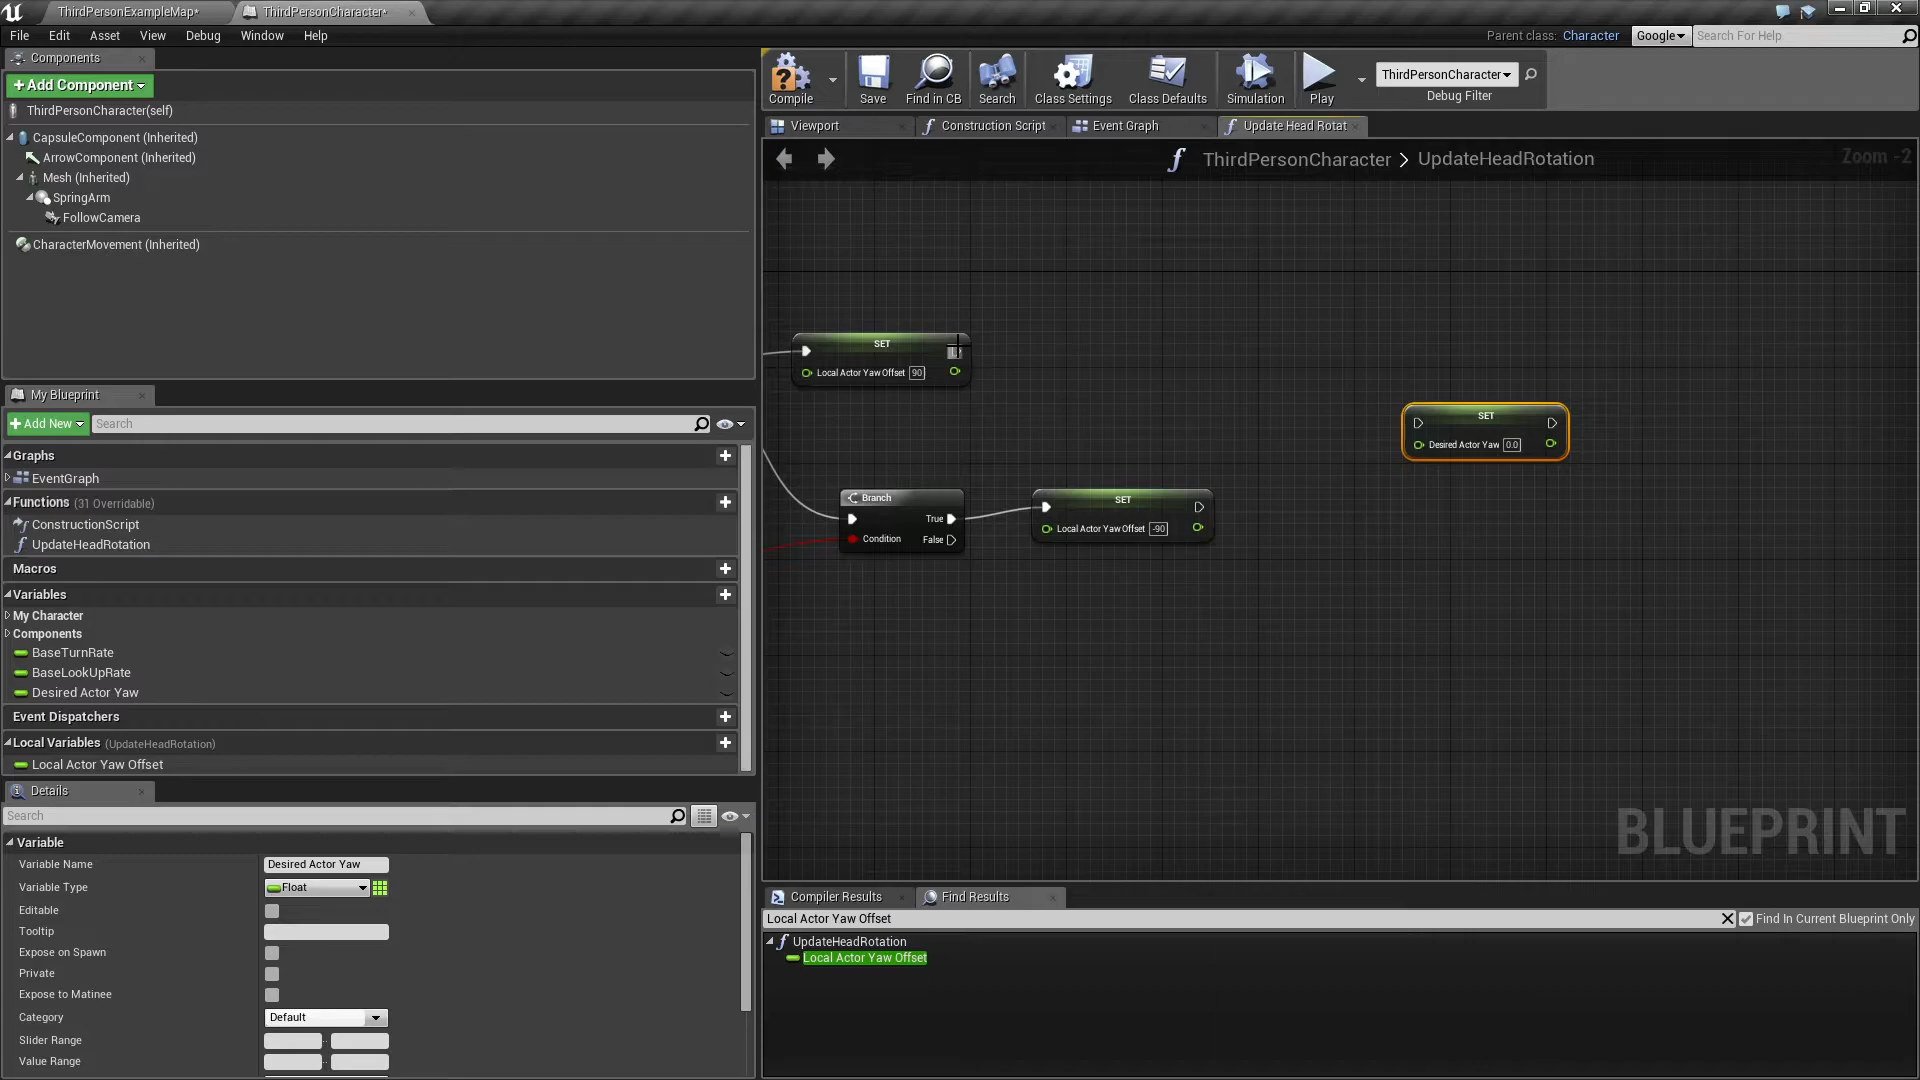 ThirdPersonExampleMap*
ThirdPersonCharacter*
File Edit Asset View Debug Window Help
Parent class: Character
Google
Search For Help
Components
+ Add Component
ThirdPersonCharacter(self)
CapsuleComponent (Inherited)
ArrowComponent (Inherited)
Mesh (Inherited)
SpringArm
FollowCamera
CharacterMovement (Inherited)
My Blueprint
+ Add New
Search
Graphs
EventGraph
Functions (31 Overridable)
ConstructionScript
UpdateHeadRotation
Macros
Variables
My Character
Components
BaseTurnRate
BaseLookUpRate
Desired Actor Yaw
Event Dispatchers
Local Variables (UpdateHeadRotation)
Local Actor Yaw Offset
Details
Search
Variable
Variable Name Desired Actor Yaw
Variable Type Float
Editable
Tooltip
Expose on Spawn
Private
Expose to Matinee
Category Default
Slider Range
Value Range
Compile
Save
Find in CB
Search
Class Settings
Class Defaults
Simulation
Play
ThirdPersonCharacter
Debug Filter
Viewport
Construction Script
Event Graph
Update Head Rotat
ThirdPersonCharacter > UpdateHeadRotation
Zoom -2
SET
Local Actor Yaw Offset 90
SET
Desired Actor Yaw 0.0
Branch
True
Condition
False
SET
Local Actor Yaw Offset -90
BLUEPRINT
Compiler Results
Find Results
Local Actor Yaw Offset
Find In Current Blueprint Only
UpdateHeadRotation
Local Actor Yaw Offset